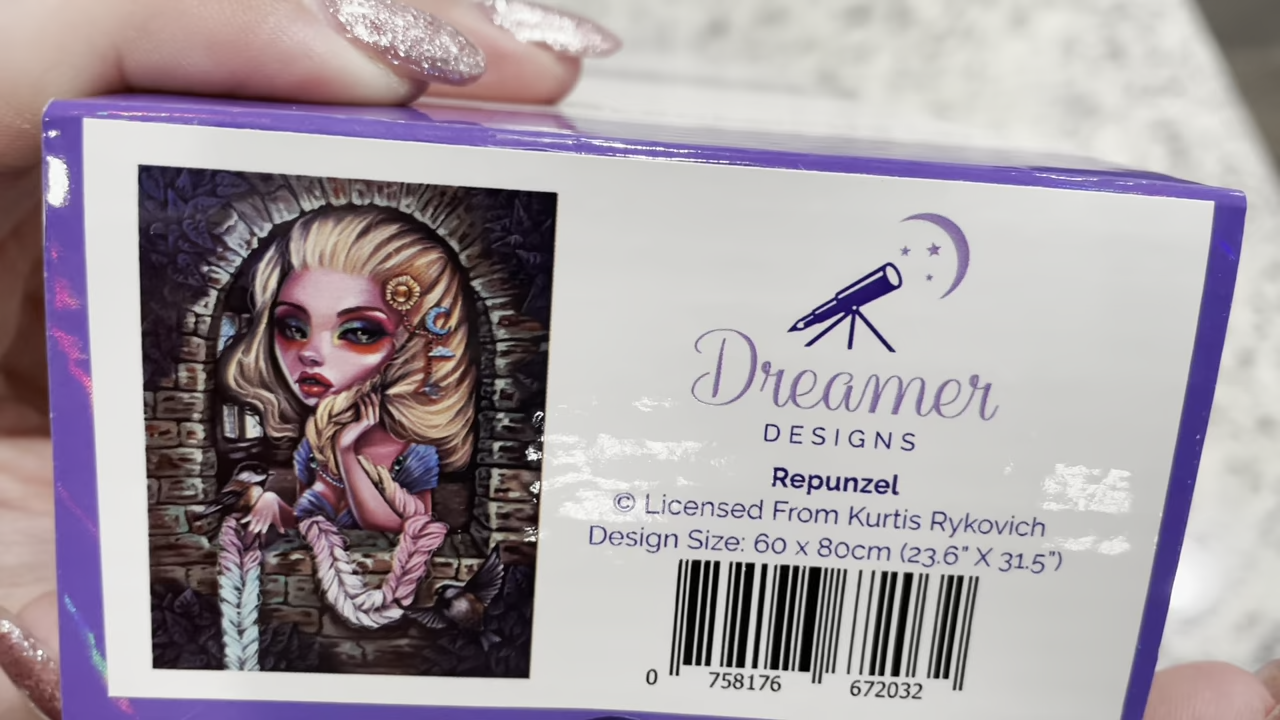 Dreamer
DESIGNS
Repunzel
© Licensed From Kurtis Rykovich
Design Size: 60 x 80cm (23.6" X 31.5")
0 758176 672032